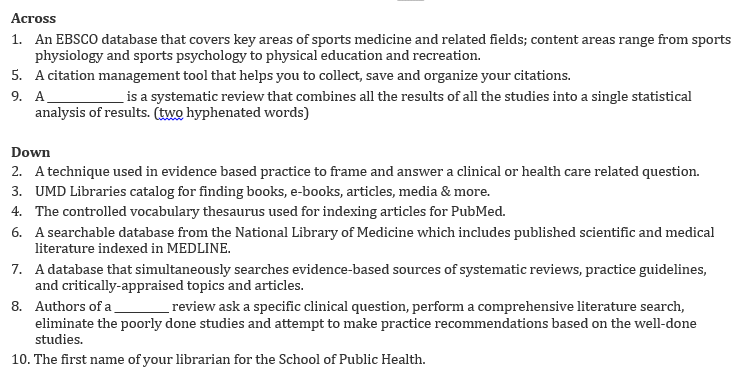 Across
1. An EBSCO database that covers key areas of sports medicine and related fields; content areas range from sports
physiology and sports psychology to physical education and recreation.
5. A citation management tool that helps you to collect, save and organize your citations.
9. A ____________ is a systematic review that combines all the results of all the studies into a single statistical
analysis of results. (two hyphenated words)
Down
2. A technique used in evidence based practice to frame and answer a clinical or health care related question.
3. UMD Libraries catalog for finding books, e-books, articles, media & more.
4. The controlled vocabulary thesaurus used for indexing articles for PubMed.
6. A searchable database from the National Library of Medicine which includes published scientific and medical
literature indexed in MEDLINE.
7. A database that simultaneously searches evidence-based sources of systematic reviews, practice guidelines,
and critically-appraised topics and articles.
8. Authors of a ________ review ask a specific clinical question, perform a comprehensive literature search,
eliminate the poorly done studies and attempt to make practice recommendations based on the well-done
studies.
10. The first name of your librarian for the School of Public Health.